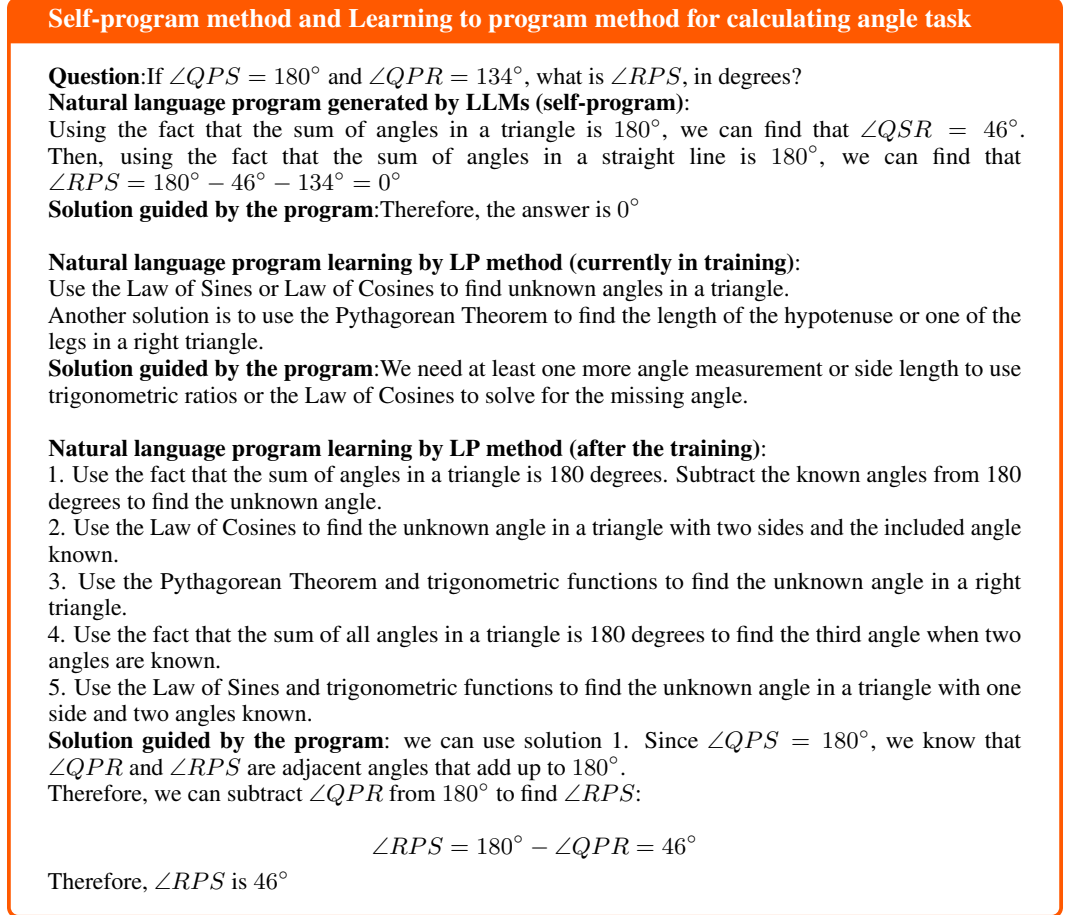 Self-program method and Learning to program method for calculating angle task
Question:If ∠QPS = 180° and ∠QPR = 134°, what is ∠RPS, in degrees?
Natural language program generated by LLMs (self-program):
Using the fact that the sum of angles in a triangle is 180°, we can find that ∠QSR = 46°.
Then, using the fact that the sum of angles in a straight line is 180°, we can find that
∠RPS = 180° − 46° − 134° = 0°
Solution guided by the program:Therefore, the answer is 0°
Natural language program learning by LP method (currently in training):
Use the Law of Sines or Law of Cosines to find unknown angles in a triangle.
Another solution is to use the Pythagorean Theorem to find the length of the hypotenuse or one of the
legs in a right triangle.
Solution guided by the program:We need at least one more angle measurement or side length to use
trigonometric ratios or the Law of Cosines to solve for the missing angle.
Natural language program learning by LP method (after the training):
1. Use the fact that the sum of angles in a triangle is 180 degrees. Subtract the known angles from 180
degrees to find the unknown angle.
2. Use the Law of Cosines to find the unknown angle in a triangle with two sides and the included angle
known.
3. Use the Pythagorean Theorem and trigonometric functions to find the unknown angle in a right
triangle.
4. Use the fact that the sum of all angles in a triangle is 180 degrees to find the third angle when two
angles are known.
5. Use the Law of Sines and trigonometric functions to find the unknown angle in a triangle with one
side and two angles known.
Solution guided by the program: we can use solution 1. Since ∠QPS = 180°, we know that
∠QPR and ∠RPS are adjacent angles that add up to 180°.
Therefore, we can subtract ∠QPR from 180° to find ∠RPS:
∠RPS = 180° − ∠QPR = 46°
Therefore, ∠RPS is 46°